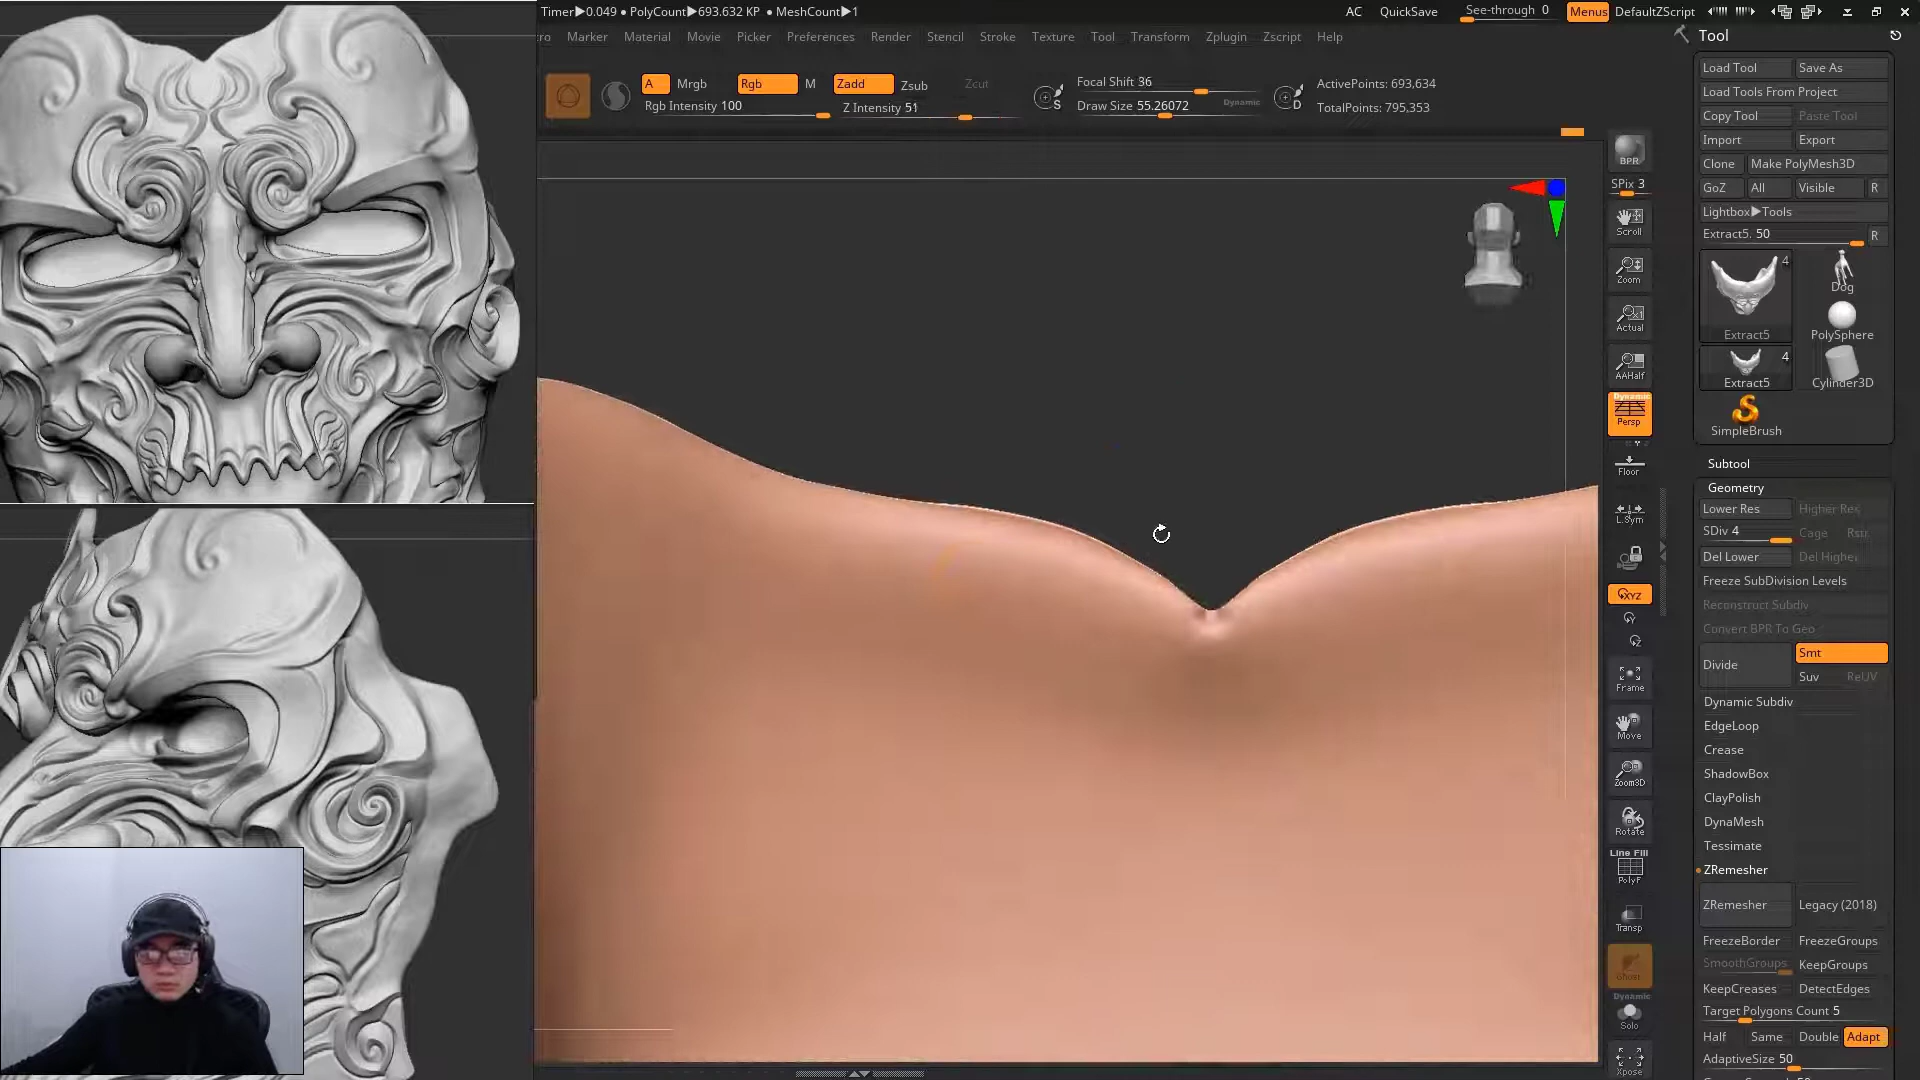 Timer▶0.049 ● PolyCount▶693.632 KP ● MeshCount▶1
AC QuickSave See-through 0 Menus DefaultZScript
Marker Material Movie Picker Preferences Render Stencil Stroke Texture Tool Transform Zplugin Zscript Help
A Mrgb Rgb M Zadd Zsub Zcut
Rgb Intensity 100 Z Intensity 51
S Focal Shift 36
Draw Size 55.26072 Dynamic
D ActivePoints: 693,634
TotalPoints: 795,353
BPR
SPix 3
Scroll
Zoom
Actual
AAHalf
Dynamic
Persp
Floor
L.Sym
XYZ
Y
Z
Frame
Move
Zoom3D
Rotate
Line Fill
PolyF
Transp
Ghost
Dynamic
Solo
Xpose
Tool
Load Tool Save As
Load Tools From Project
Copy Tool Paste Tool
Import Export
Clone Make PolyMesh3D
GoZ All Visible R
Lightbox▶Tools
Extract5. 50 R
4
Extract5
Dog
PolySphere
4
Extract5
Cylinder3D
SimpleBrush
Subtool
Geometry
Lower Res Higher Res
SDiv 4 Cage Rstr
Del Lower Del Higher
Freeze SubDivision Levels
Reconstruct Subdiv
Convert BPR To Geo
Divide Smt
Suv ReUV
Dynamic Subdiv
EdgeLoop
Crease
ShadowBox
ClayPolish
DynaMesh
Tessimate
ZRemesher
ZRemesher Legacy (2018)
FreezeBorder FreezeGroups
SmoothGroups KeepGroups
KeepCreases DetectEdges
Target Polygons Count 5
Half Same Double Adapt
AdaptiveSize 50